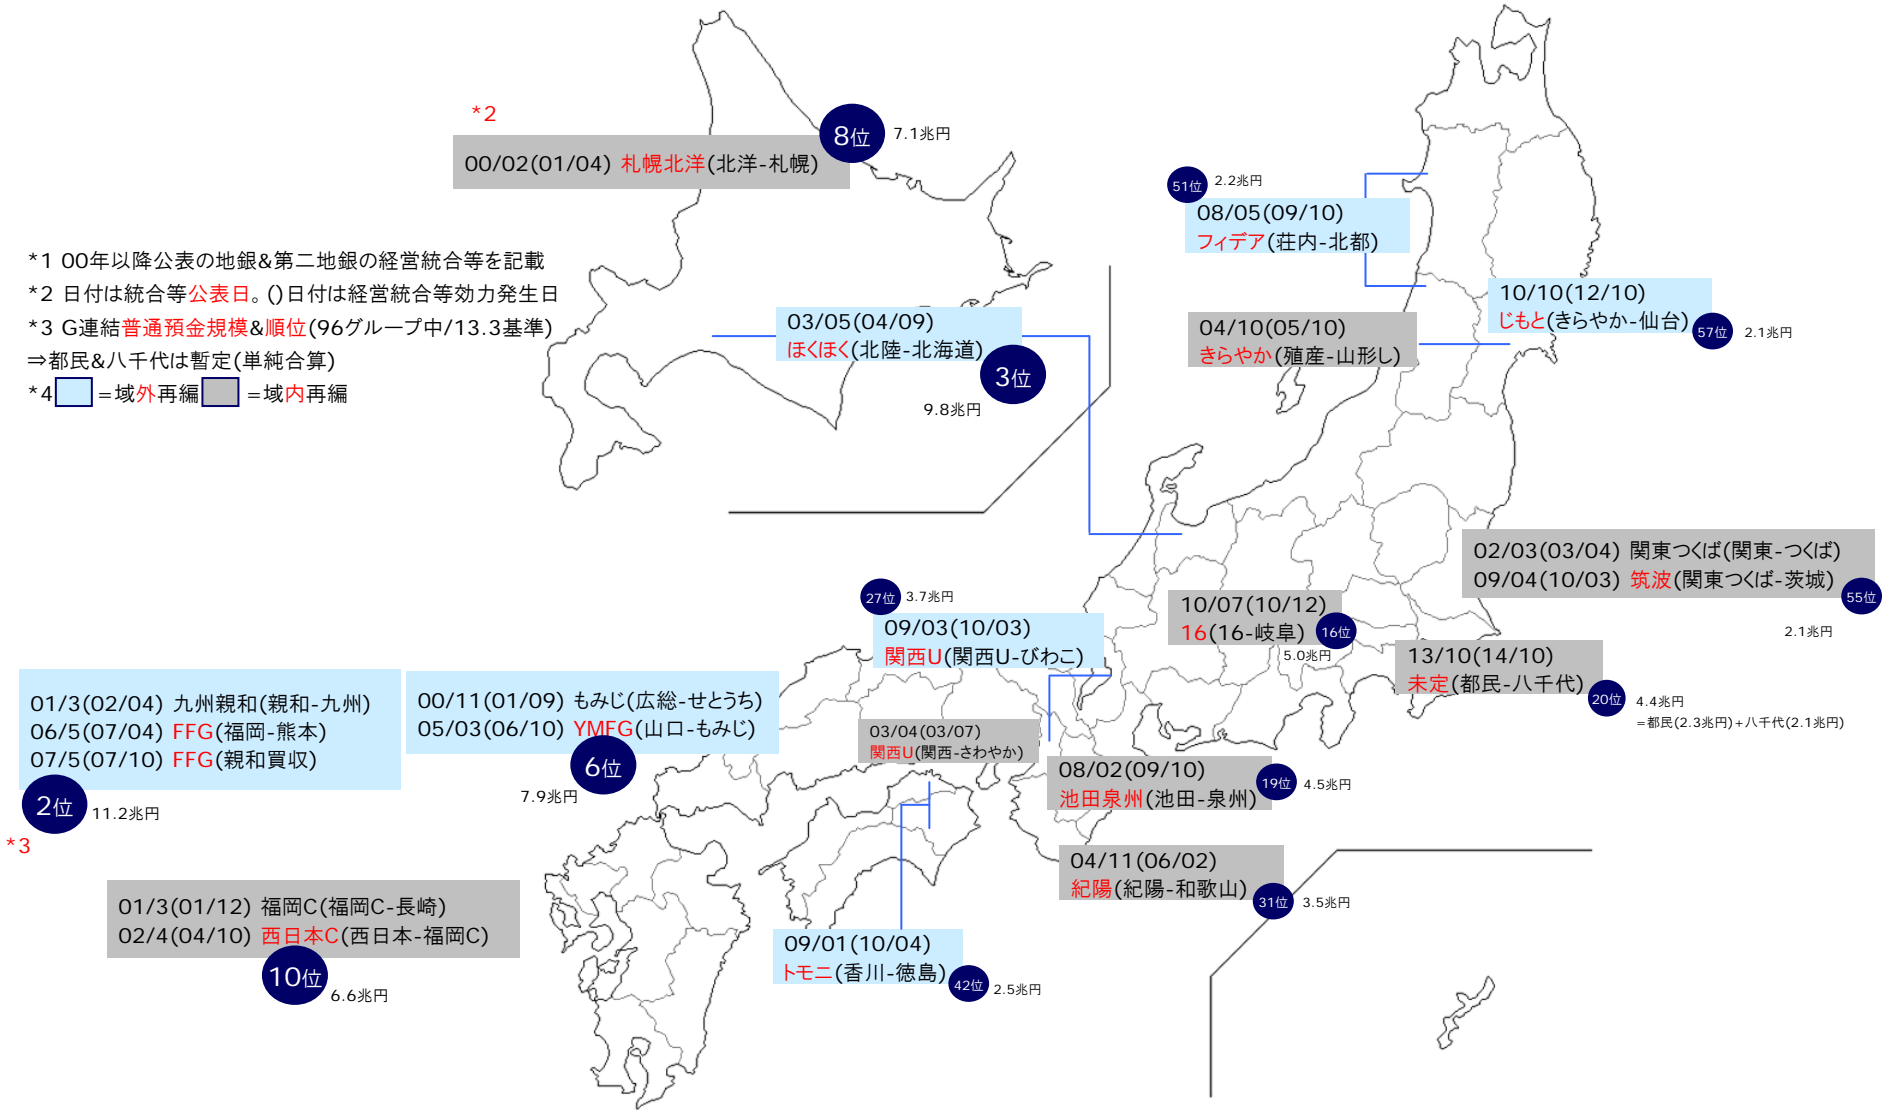 *2
8位
7.1兆円
00/02(01/04) 札幌北洋(北洋-札幌)
*1 00年以降公表の地銀&第二地銀の経営統合等を記載
*2 日付は統合等公表日。()日付は経営統合等効力発生日
*3 G連結普通預金規模&順位(96グループ中/13.3基準)
⇒都民&八千代は暫定(単純合算)
*4 =域外再編 =域内再編
51位
2.2兆円
08/05(09/10)
フィデア(荘内-北都)
10/10(12/10)
じもと(きらやか-仙台)
57位
2.1兆円
03/05(04/09)
ほくほく(北陸-北海道)
3位
9.8兆円
04/10(05/10)
きらやか(殖産-山形し)
02/03(03/04) 関東つくば(関東-つくば)
09/04(10/03) 筑波(関東つくば-茨城)
55位
2.1兆円
27位
3.7兆円
09/03(10/03)
関西U(関西U-びわこ)
10/07(10/12)
16(16-岐阜)
16位
5.0兆円
13/10(14/10)
未定(都民-八千代)
20位
4.4兆円
=都民(2.3兆円)+八千代(2.1兆円)
01/3(02/04) 九州親和(親和-九州)
06/5(07/04) FFG(福岡-熊本)
07/5(07/10) FFG(親和買収)
2位
11.2兆円
*3
00/11(01/09) もみじ(広総-せとうち)
05/03(06/10) YMFG(山口-もみじ)
6位
7.9兆円
03/04(03/07)
関西U(関西-さわやか)
08/02(09/10)
池田泉州(池田-泉州)
19位
4.5兆円
04/11(06/02)
紀陽(紀陽-和歌山)
31位
3.5兆円
01/3(01/12) 福岡C(福岡C-長崎)
02/4(04/10) 西日本C(西日本-福岡C)
10位
6.6兆円
09/01(10/04)
トモニ(香川-徳島)
42位
2.5兆円